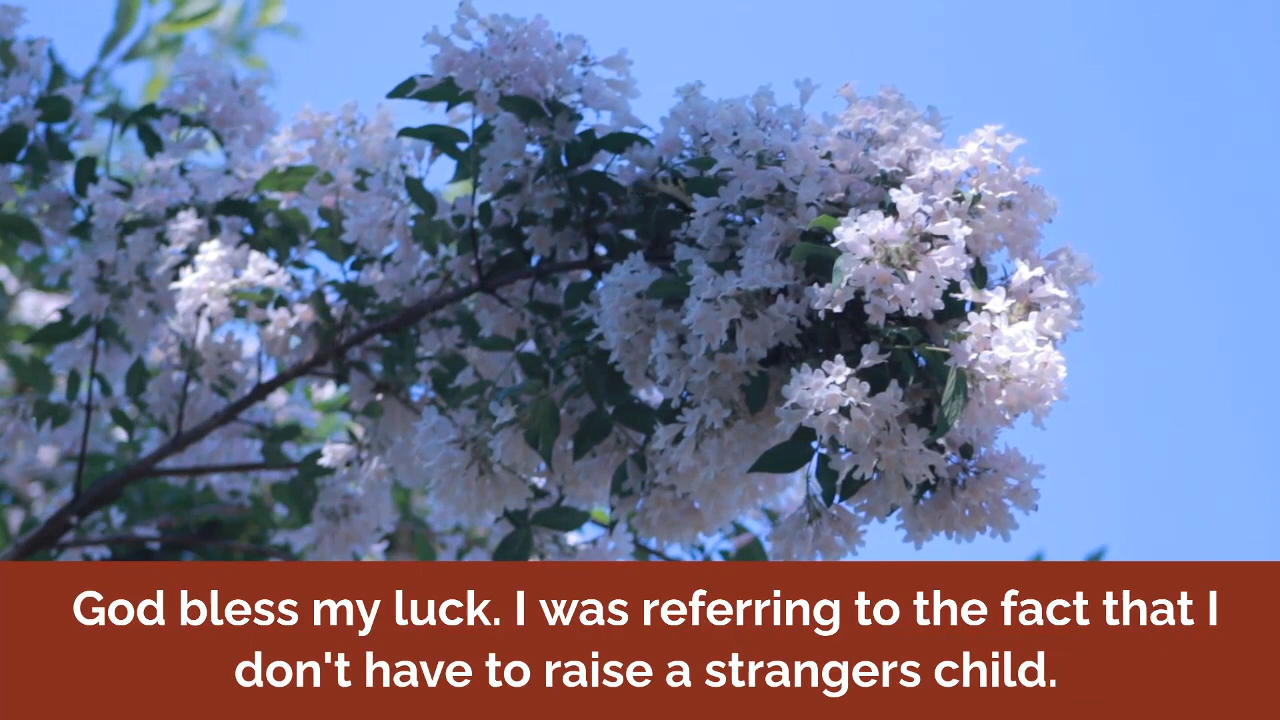 God bless my luck. I was referring to the fact that I
don't have to raise a strangers child.